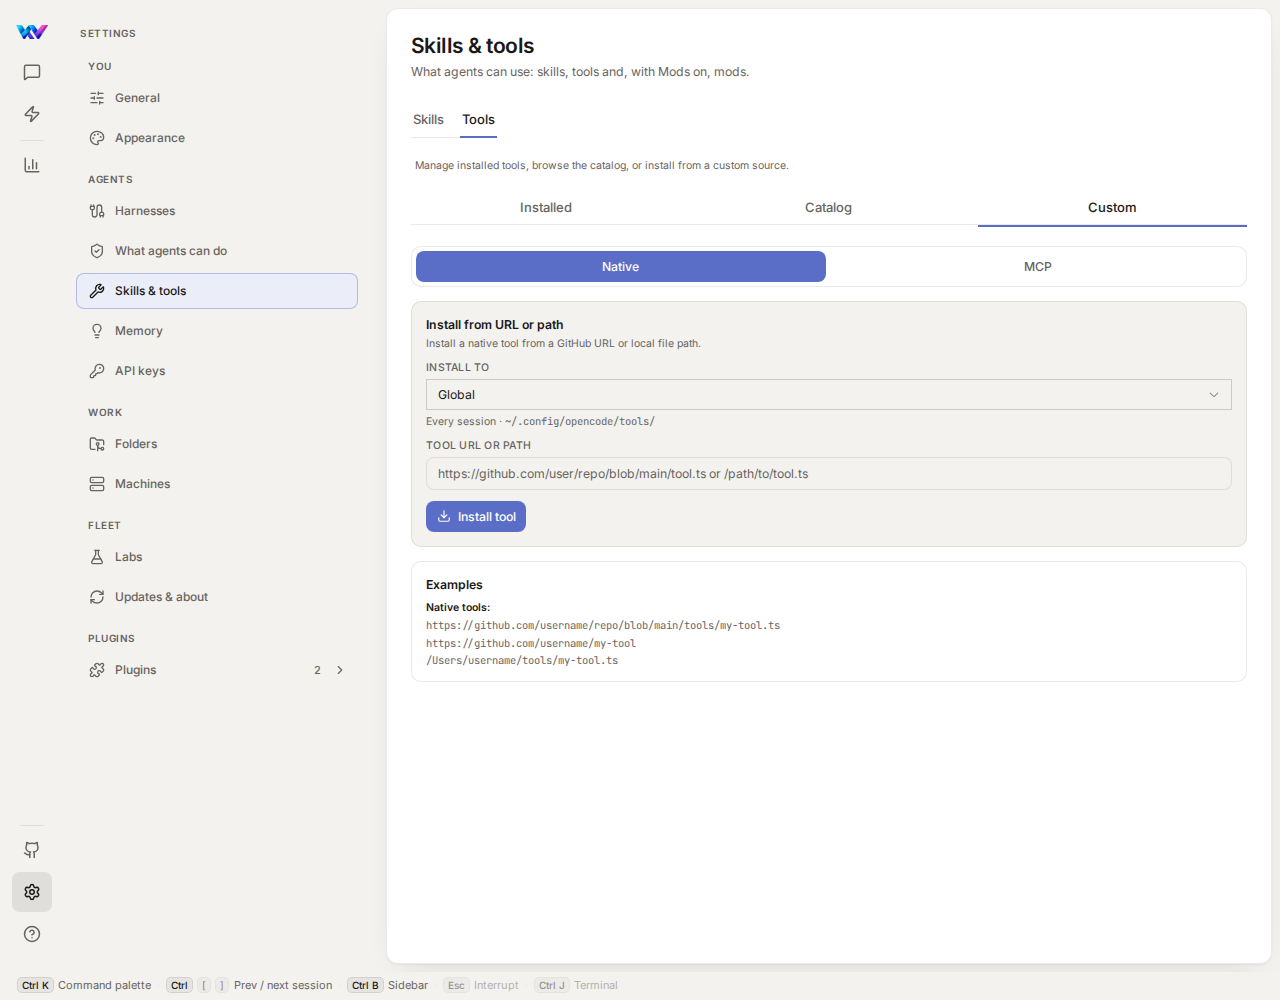 SETTINGS
YOU
General
Appearance
AGENTS
Harnesses
What agents can do
Skills & tools
Memory
API keys
WORK
Folders
Machines
FLEET
Labs
Updates & about
PLUGINS
Plugins 2
Skills & tools
What agents can use: skills, tools and, with Mods on, mods.
Skills Tools
Manage installed tools, browse the catalog, or install from a custom source.
Installed Catalog Custom
Native MCP
Install from URL or path
Install a native tool from a GitHub URL or local file path.
INSTALL TO
Global
Every session · ~/.config/opencode/tools/
TOOL URL OR PATH
https://github.com/user/repo/blob/main/tool.ts or /path/to/tool.ts
Install tool
Examples
Native tools:
https://github.com/username/repo/blob/main/tools/my-tool.ts
https://github.com/username/my-tool
/Users/username/tools/my-tool.ts
Ctrl K Command palette Ctrl [ ] Prev / next session Ctrl B Sidebar Esc Interrupt Ctrl J Terminal